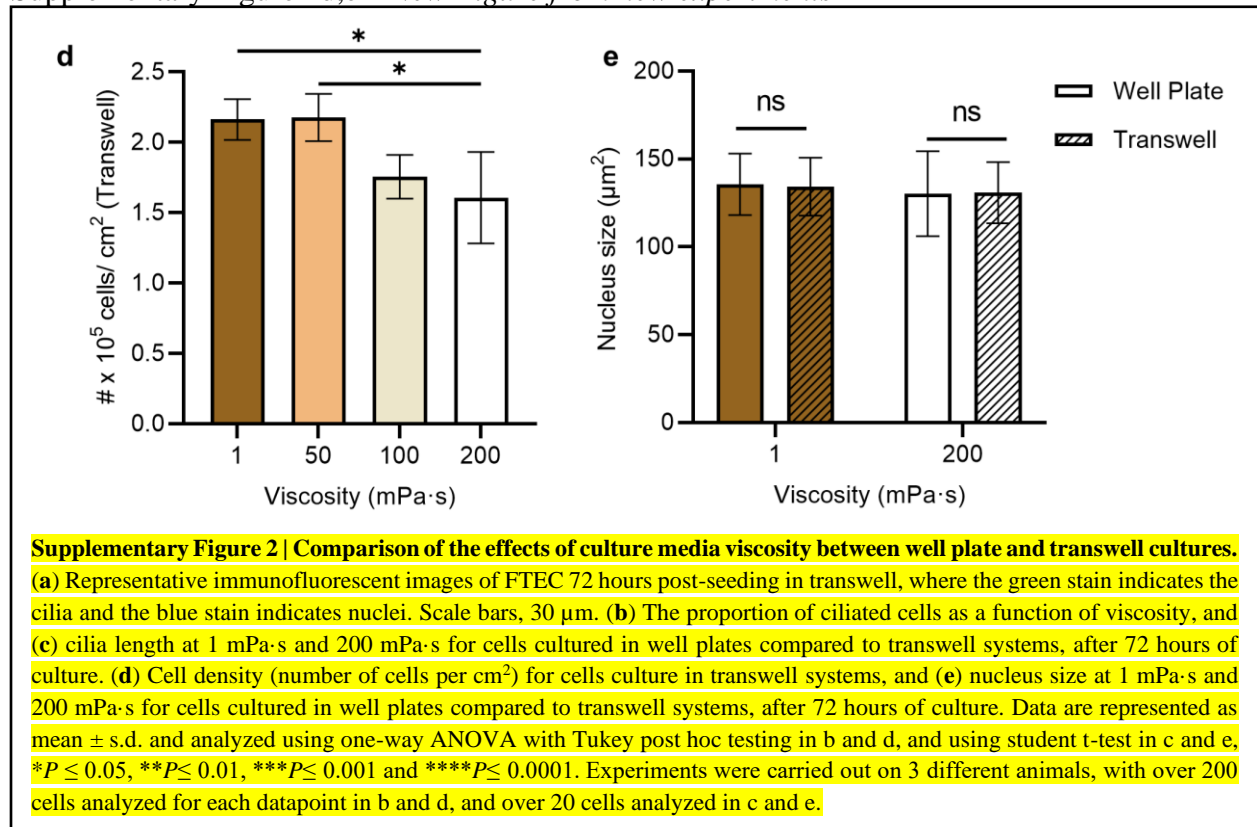 d
*
*
2.5
2.0
1.5
1.0
0.5
0.0
# x 10⁵ cells/ cm² (Transwell)
1 50 100 200
Viscosity (mPa·s)
e
200
150
100
50
0
Nucleus size (µm²)
ns
ns
1 200
Viscosity (mPa·s)
Well Plate
Transwell
Supplementary Figure 2 | Comparison of the effects of culture media viscosity between well plate and transwell cultures.
(a) Representative immunofluorescent images of FTEC 72 hours post-seeding in transwell, where the green stain indicates the
cilia and the blue stain indicates nuclei. Scale bars, 30 µm. (b) The proportion of ciliated cells as a function of viscosity, and
(c) cilia length at 1 mPa·s and 200 mPa·s for cells cultured in well plates compared to transwell systems, after 72 hours of
culture. (d) Cell density (number of cells per cm²) for cells culture in transwell systems, and (e) nucleus size at 1 mPa·s and
200 mPa·s for cells cultured in well plates compared to transwell systems, after 72 hours of culture. Data are represented as
mean ± s.d. and analyzed using one-way ANOVA with Tukey post hoc testing in b and d, and using student t-test in c and e,
*P ≤ 0.05, **P≤ 0.01, ***P≤ 0.001 and ****P≤ 0.0001. Experiments were carried out on 3 different animals, with over 200
cells analyzed for each datapoint in b and d, and over 20 cells analyzed in c and e.